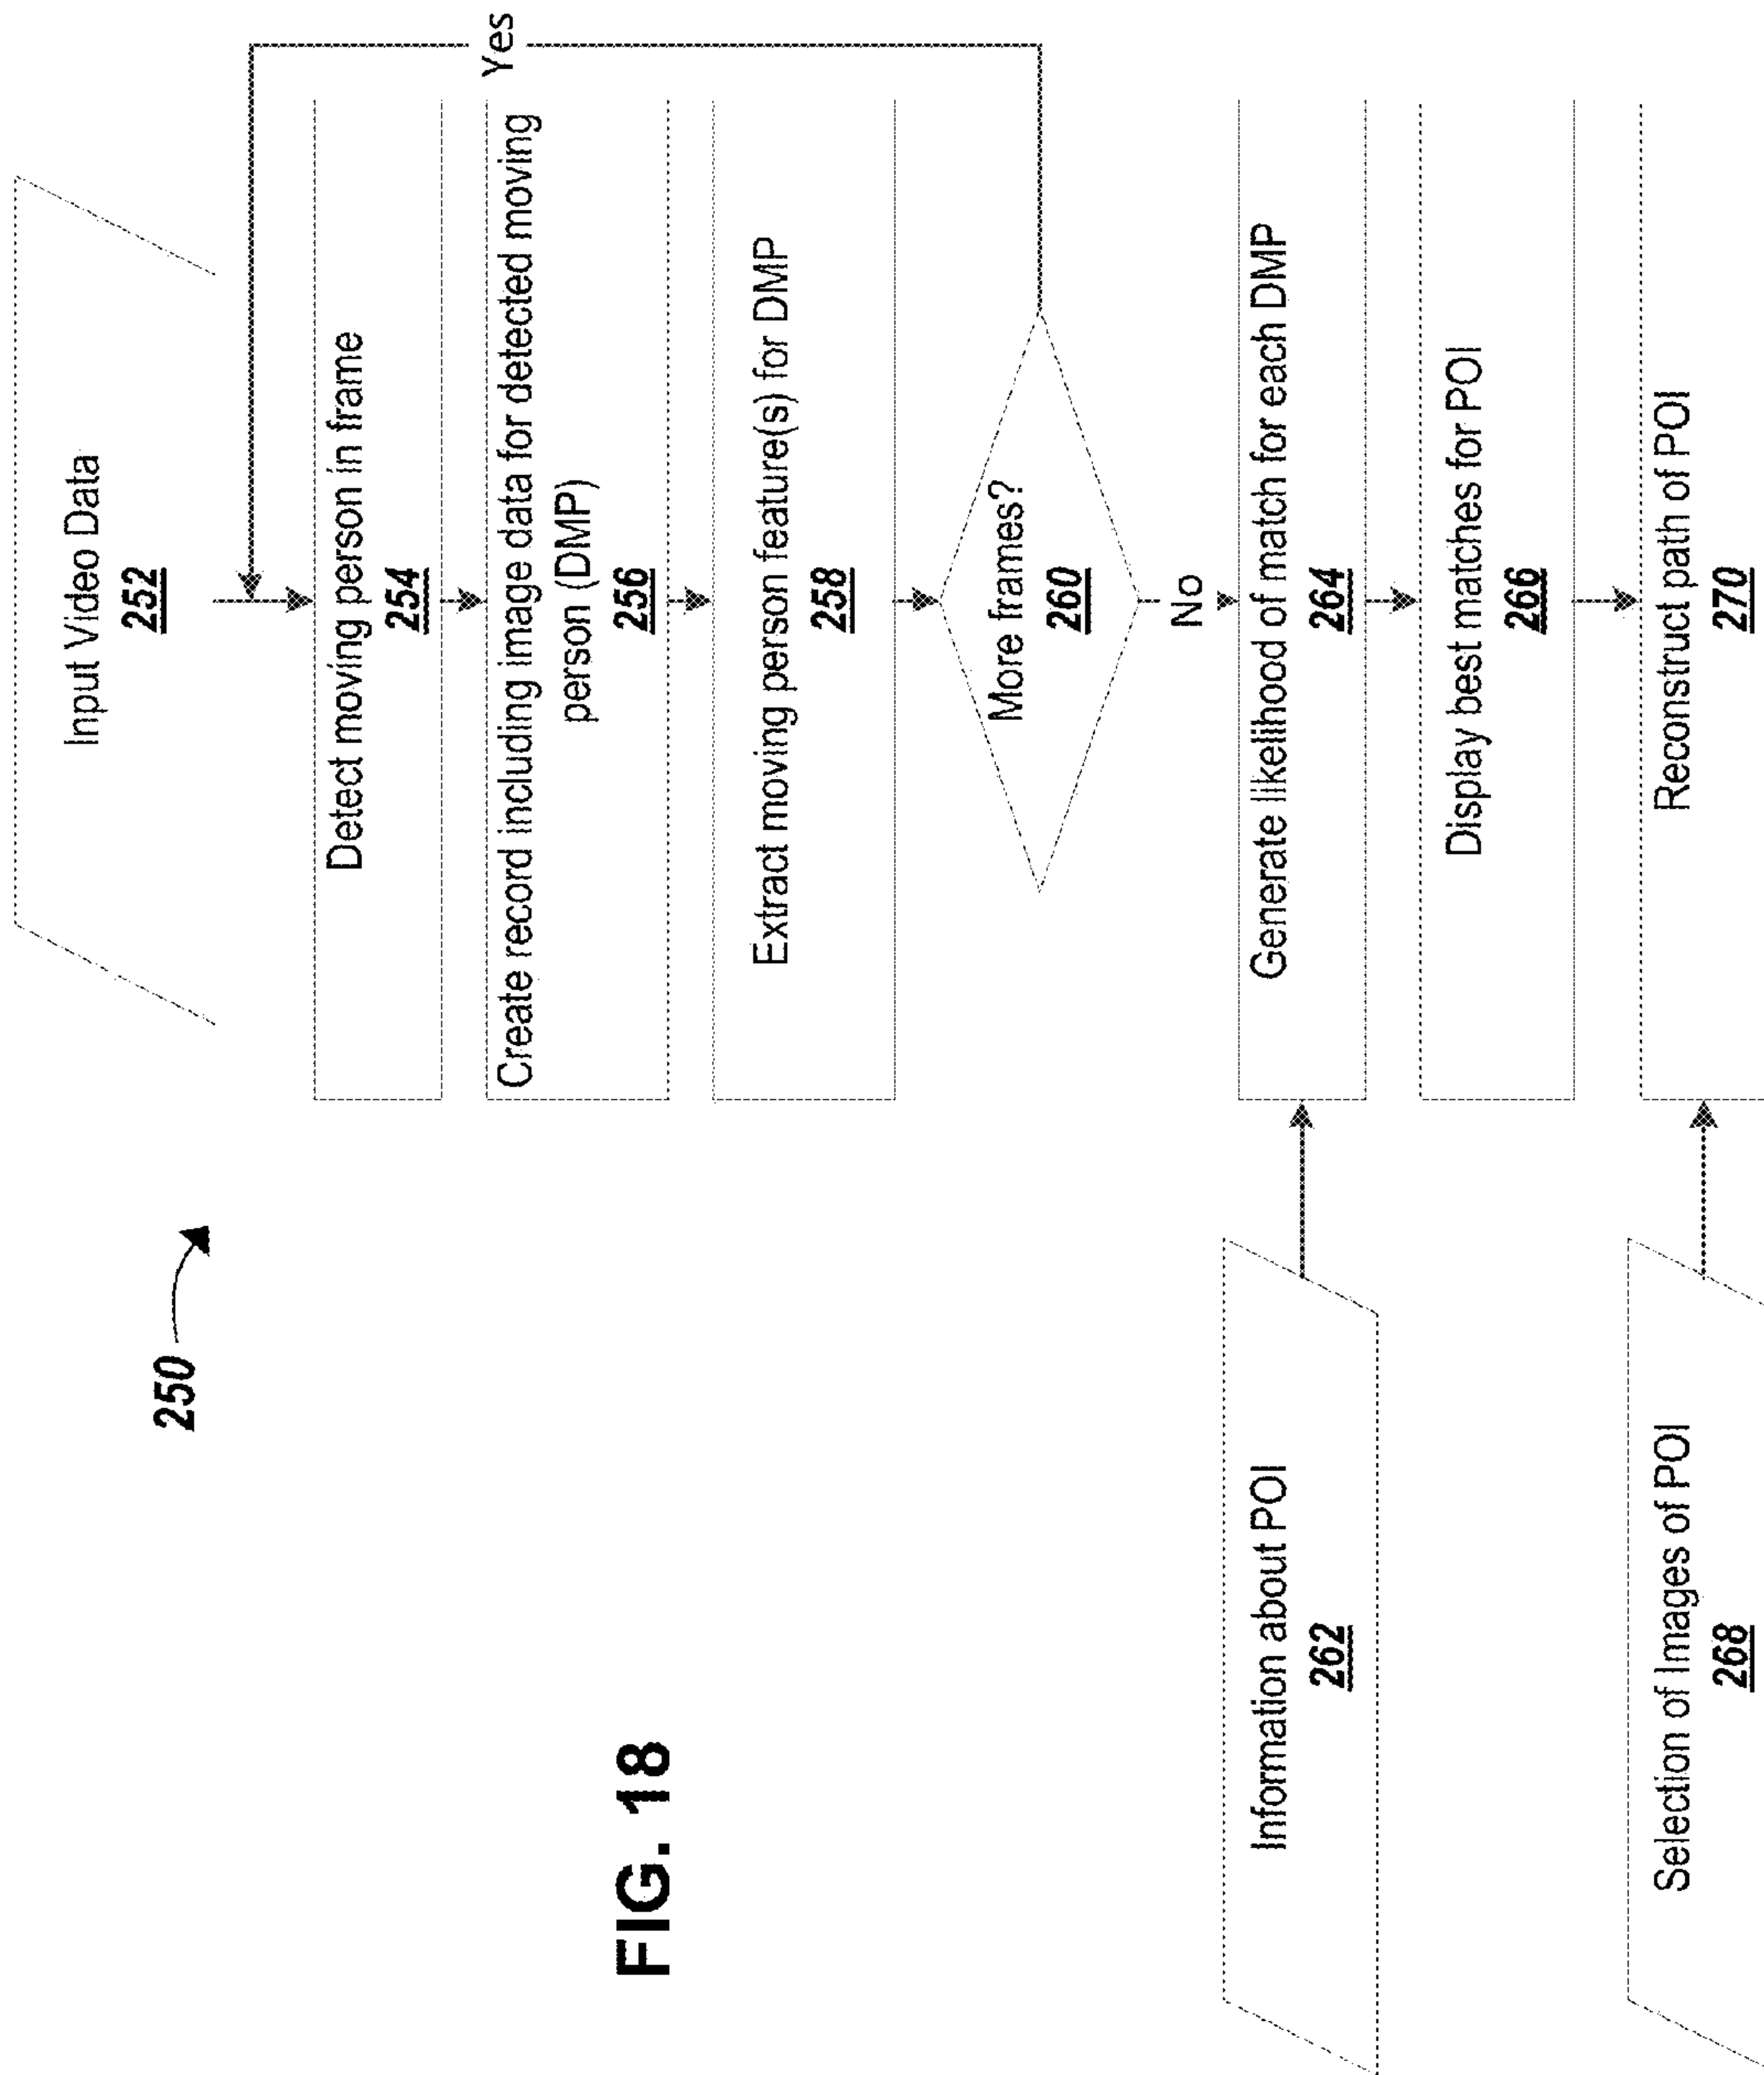 250
Input Video Data
252
Detect moving person in frame
254
Create record including image data for detected moving
person (DMP)
256
Extract moving person feature(s) for DMP
258
More frames?
260
Yes
No
Information about POI
262
Generate likelihood of match for each DMP
264
Display best matches for POI
266
Selection of Images of POI
268
Reconstruct path of POI
270
FIG. 18